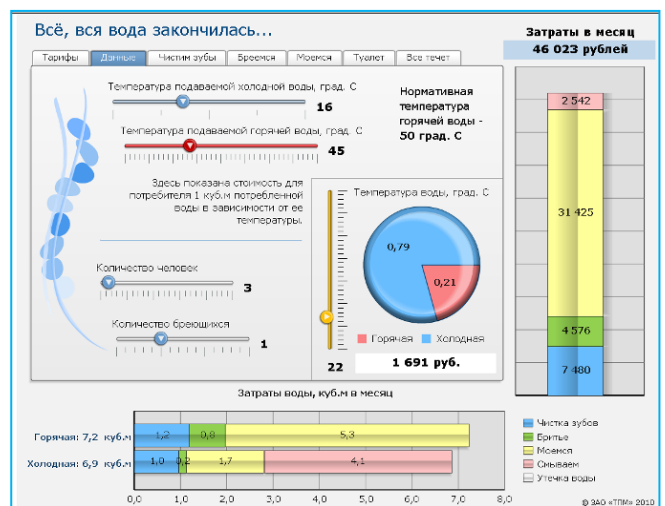 Всё, вся вода закончилась...
Затраты в месяц
46 023 рублей
Тарифы
Данные
Чистим зубы
Бреемся
Моемся
Туалет
Все течет
Температура подаваемой холодной воды, град. С
16
Температура подаваемой горячей воды, град. С
45
Нормативная
температура
горячей воды -
50 град. С
Здесь показана стоимость для
потребителя 1 куб.м потребленной
воды в зависимости от ее
температуры.
Количество человек
3
Количество бреющихся
1
Температура воды, град. С
0,79
0,21
Горячая
Холодная
22
1 691 руб.
2 542
31 425
4 576
7 480
Затраты воды, куб.м в месяц
Горячая: 7,2 куб.м
1,2
0,8
5,3
Холодная: 6,9 куб.м
1,0
0,2
1,7
4,1
0,0
1,0
2,0
3,0
4,0
5,0
6,0
7,0
8,0
Чистка зубов
Бритье
Моемся
Смываем
Утечка воды
© ЗАО «ТПМ» 2010